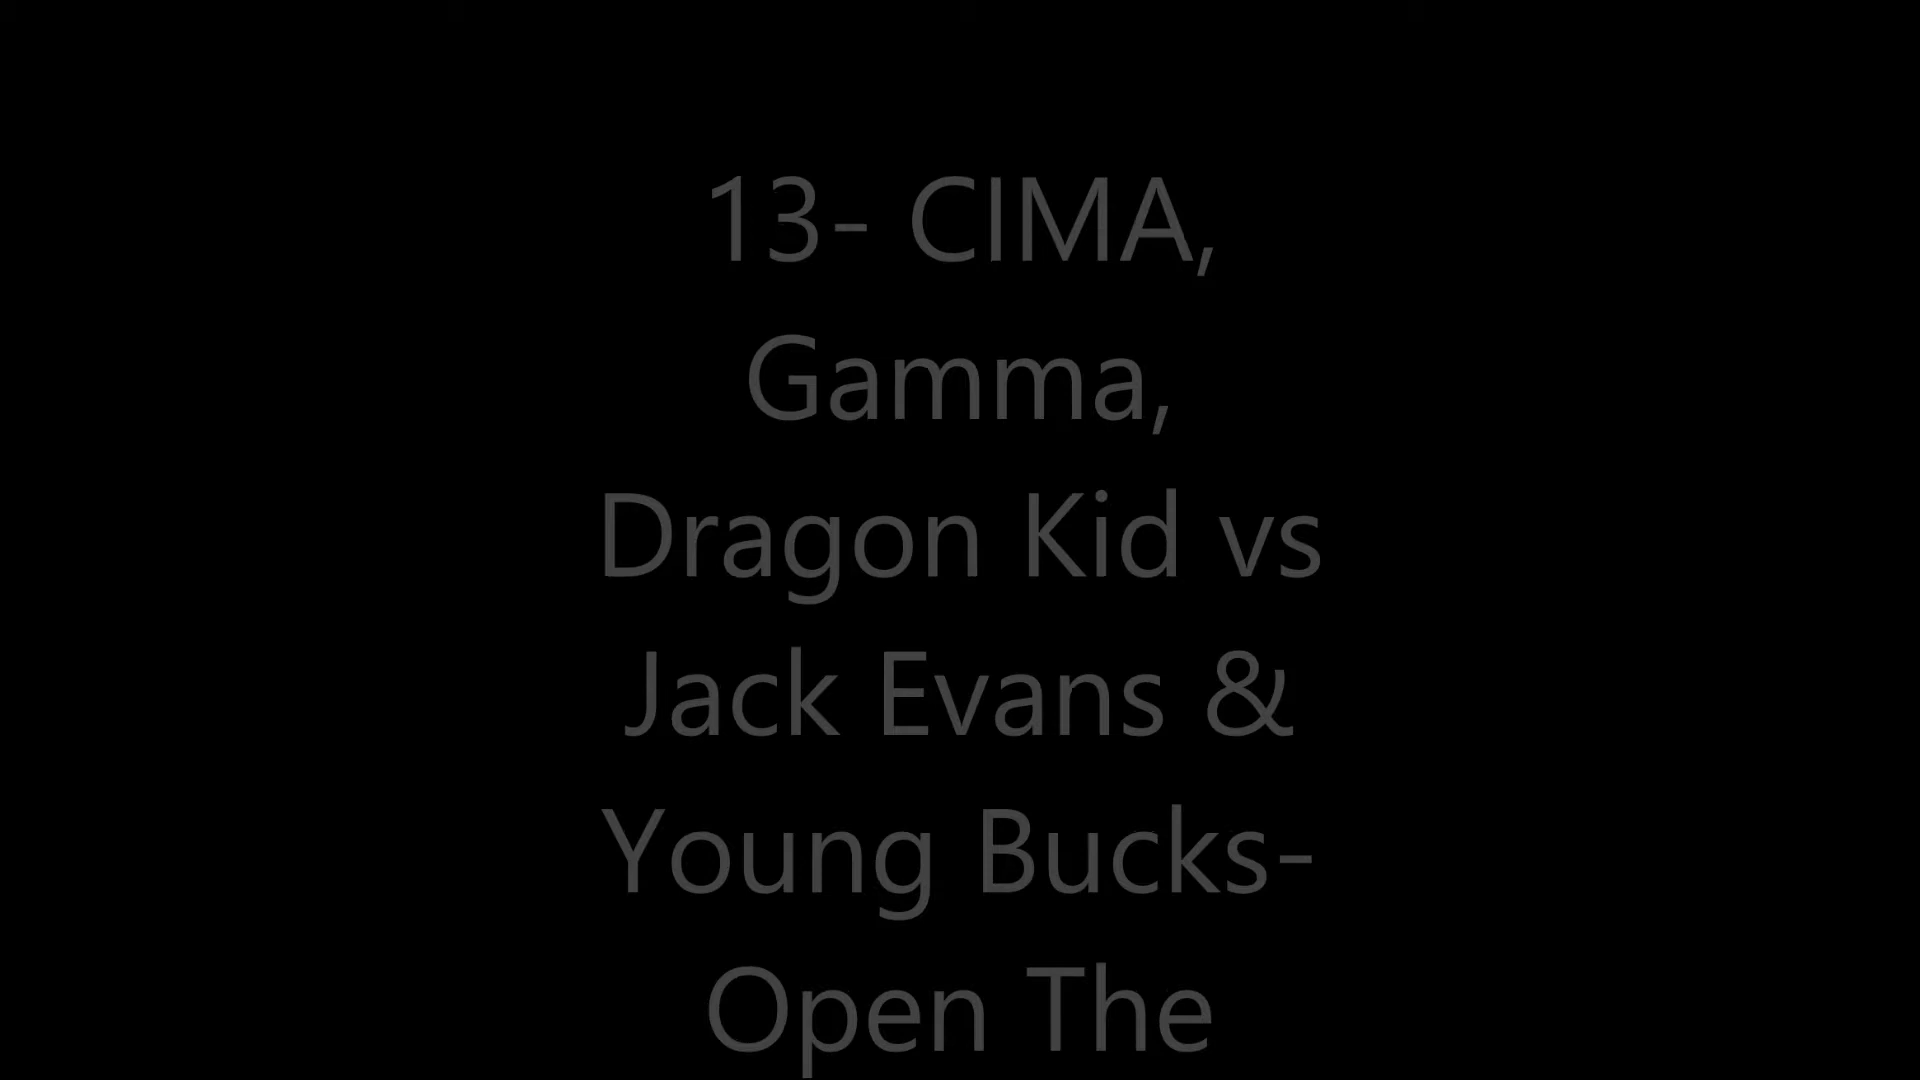 13- CIMA,
Gamma,
Dragon Kid vs
Jack Evans &
Young Bucks-
Open The